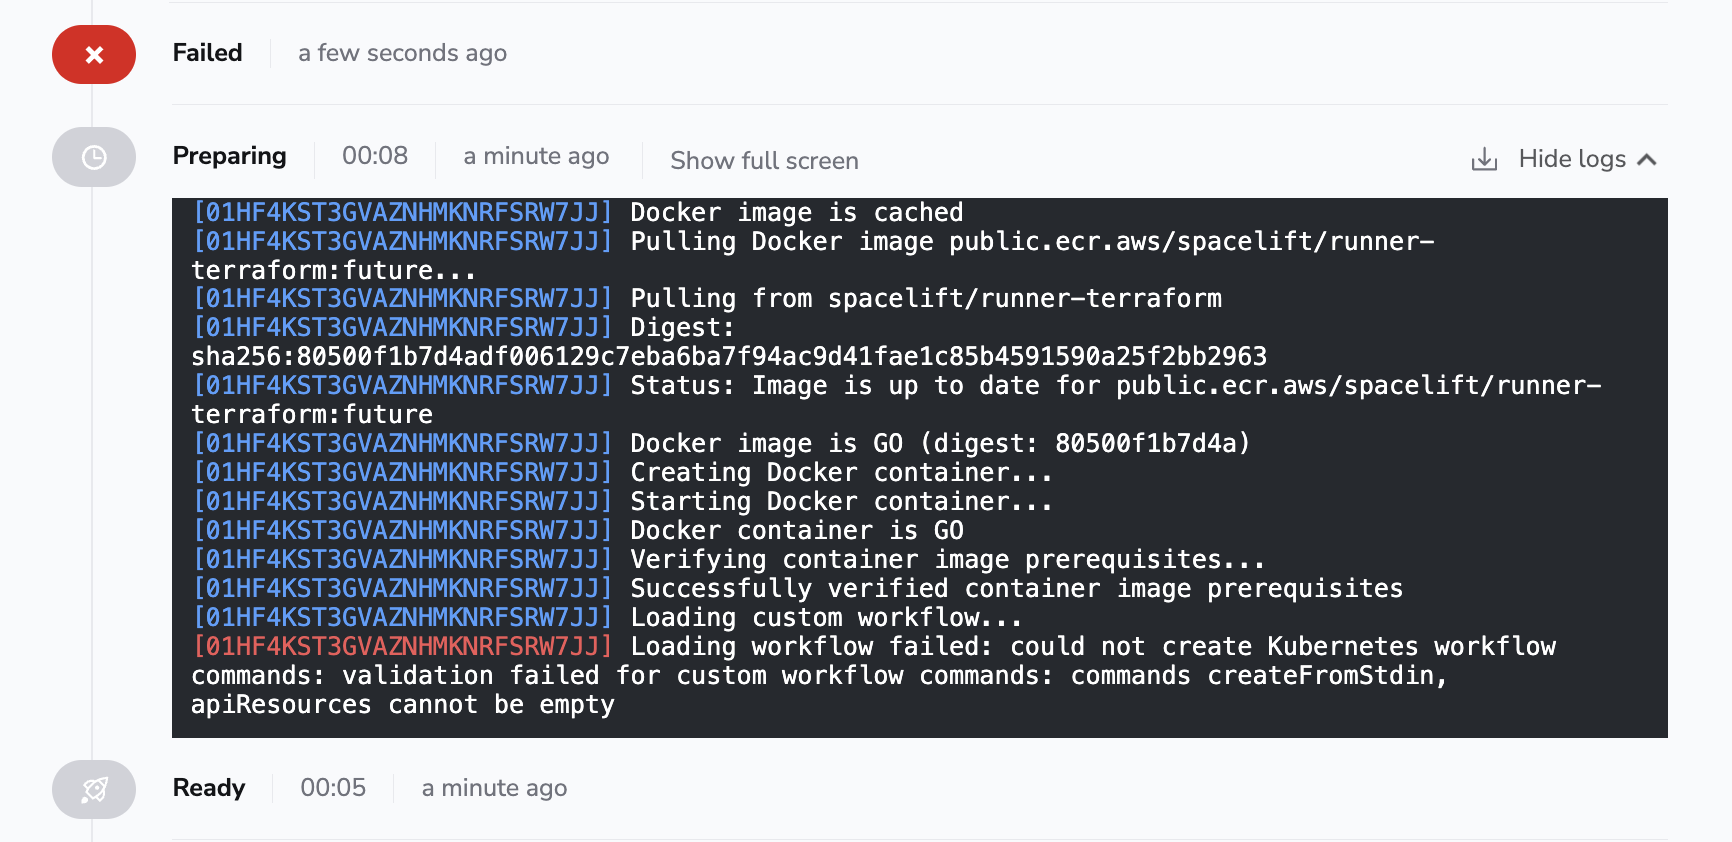 Failed a few seconds ago
Preparing 00:08 a minute ago Show full screen Hide logs
[01HF4KST3GVAZNHMKNRFSRW7JJ] Docker image is cached
[01HF4KST3GVAZNHMKNRFSRW7JJ] Pulling Docker image public.ecr.aws/spacelift/runner-
terraform:future...
[01HF4KST3GVAZNHMKNRFSRW7JJ] Pulling from spacelift/runner-terraform
[01HF4KST3GVAZNHMKNRFSRW7JJ] Digest:
sha256:80500f1b7d4adf006129c7eba6ba7f94ac9d41fae1c85b4591590a25f2bb2963
[01HF4KST3GVAZNHMKNRFSRW7JJ] Status: Image is up to date for public.ecr.aws/spacelift/runner-
terraform:future
[01HF4KST3GVAZNHMKNRFSRW7JJ] Docker image is GO (digest: 80500f1b7d4a)
[01HF4KST3GVAZNHMKNRFSRW7JJ] Creating Docker container...
[01HF4KST3GVAZNHMKNRFSRW7JJ] Starting Docker container...
[01HF4KST3GVAZNHMKNRFSRW7JJ] Docker container is GO
[01HF4KST3GVAZNHMKNRFSRW7JJ] Verifying container image prerequisites...
[01HF4KST3GVAZNHMKNRFSRW7JJ] Successfully verified container image prerequisites
[01HF4KST3GVAZNHMKNRFSRW7JJ] Loading custom workflow...
[01HF4KST3GVAZNHMKNRFSRW7JJ] Loading workflow failed: could not create Kubernetes workflow
commands: validation failed for custom workflow commands: commands createFromStdin,
apiResources cannot be empty
Ready 00:05 a minute ago